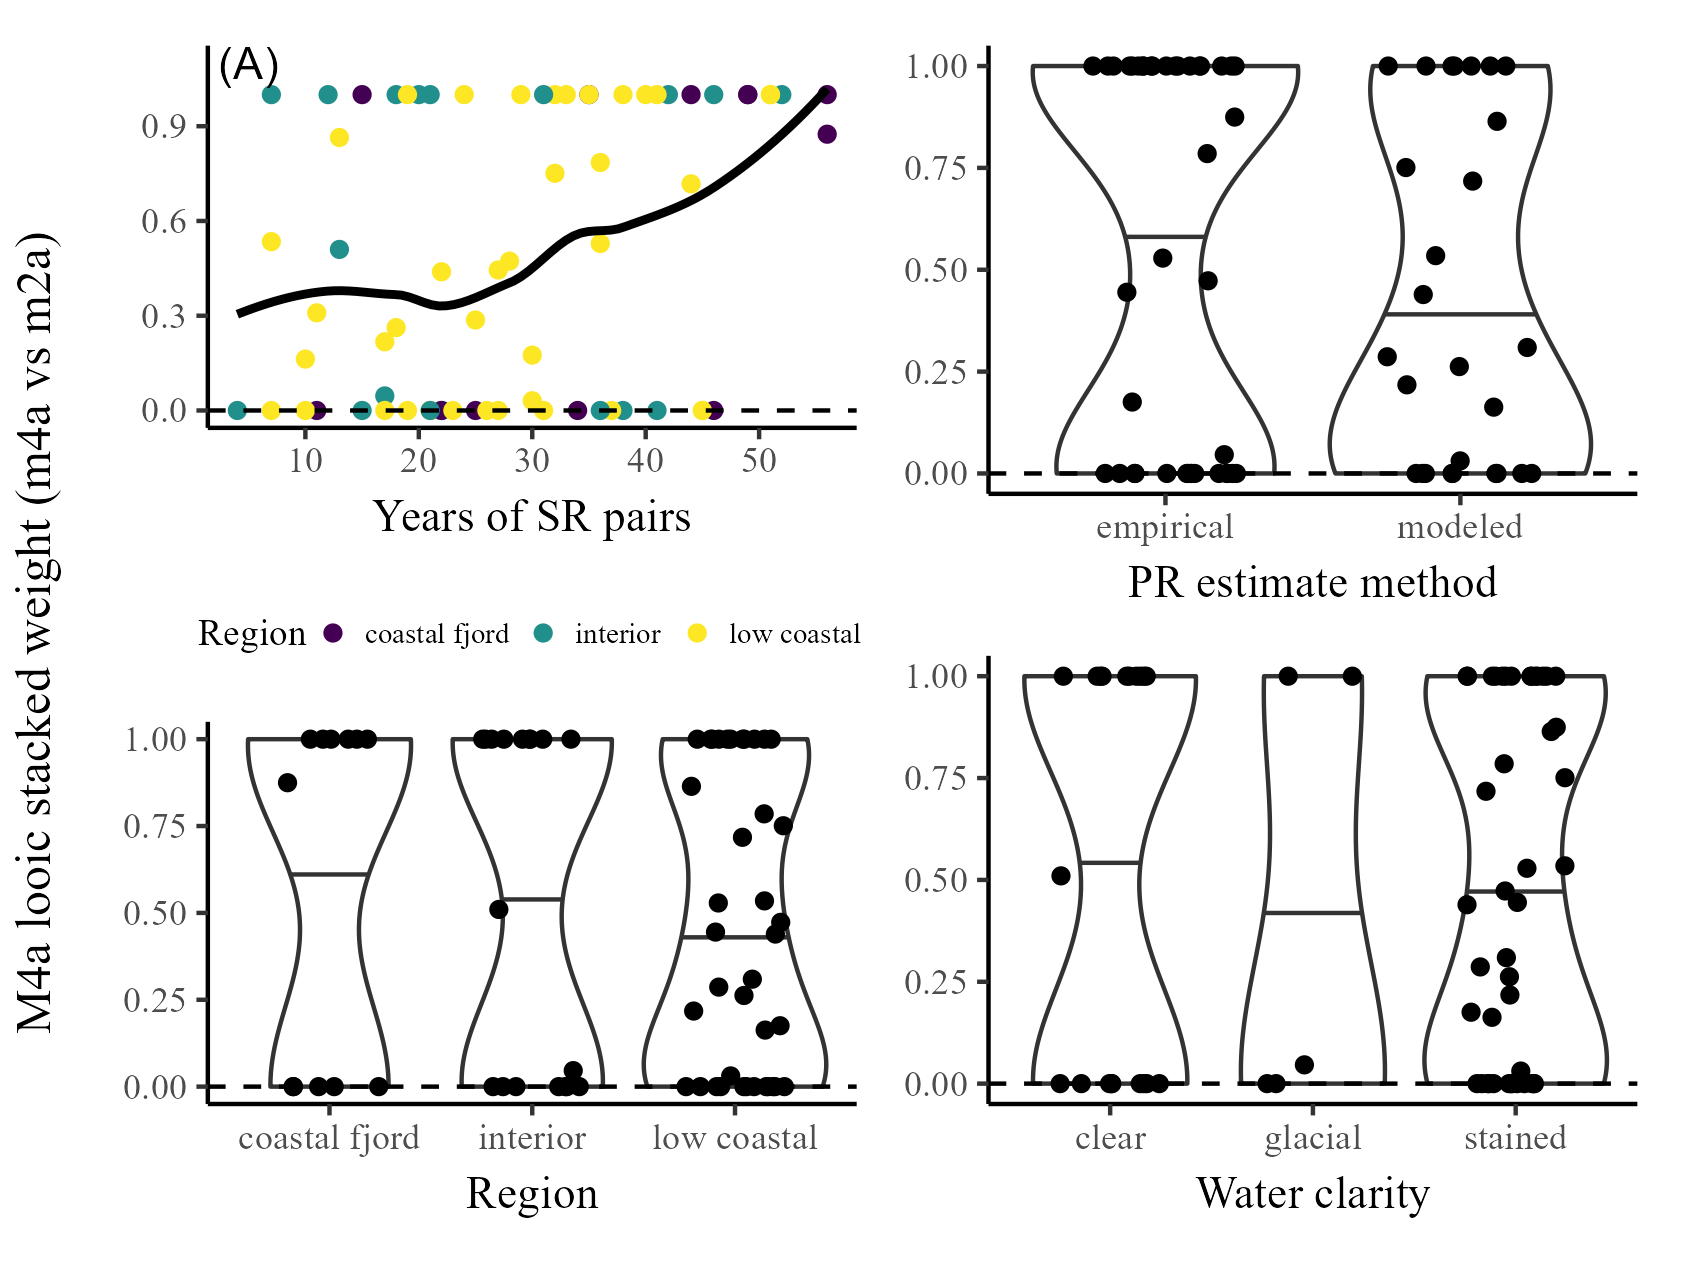 M4a looic stacked weight (m4a vs m2a)
(A)
0.9
0.6
0.3
0.0
10 20 30 40 50
Years of SR pairs
Region coastal fjord interior low coastal
1.00
0.75
0.50
0.25
0.00
empirical modeled
PR estimate method
1.00
0.75
0.50
0.25
0.00
coastal fjord interior low coastal
Region
1.00
0.75
0.50
0.25
0.00
clear glacial stained
Water clarity